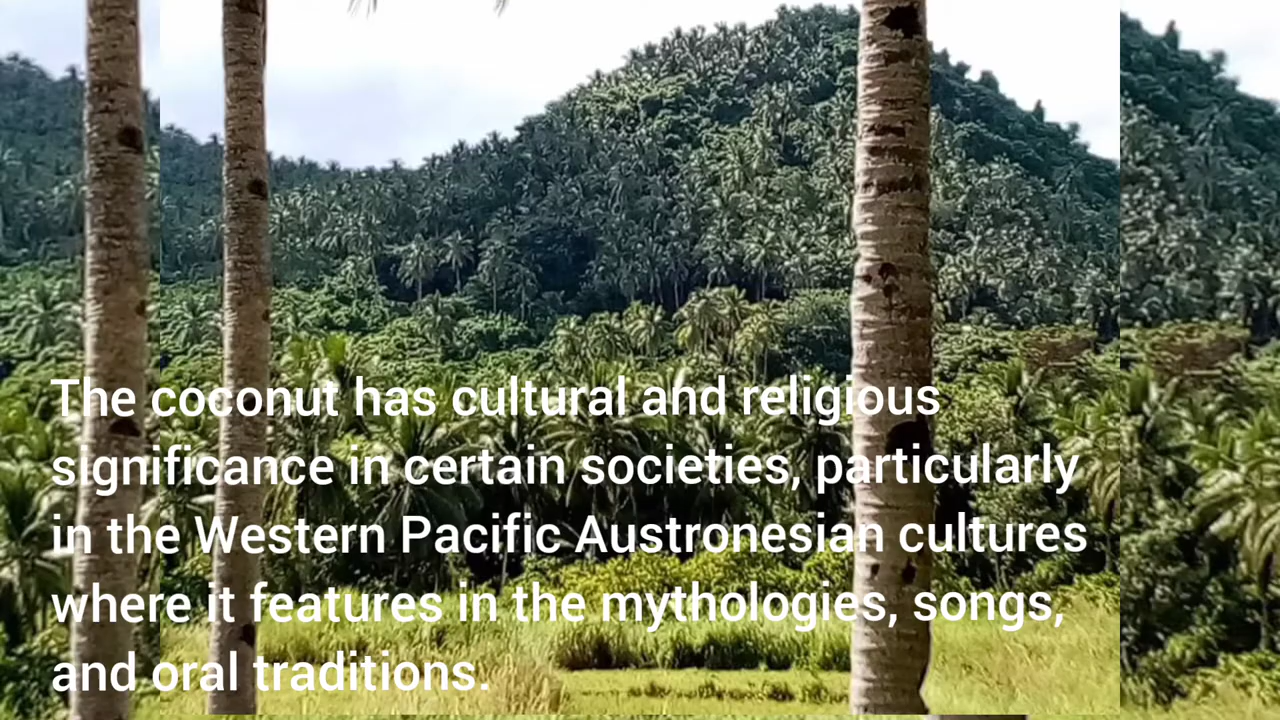 The coconut has cultural and religious
significance in certain societies, particularly
in the Western Pacific Austronesian cultures
where it features in the mythologies, songs,
and oral traditions.